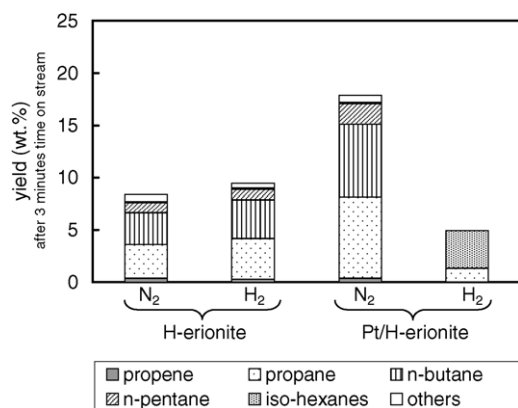 yield (wt.%)
after 3 minutes time on stream
25
20
15
10
5
0
N₂
H₂
N₂
H₂
H-erionite
Pt/H-erionite
propene
propane
n-butane
n-pentane
iso-hexanes
others